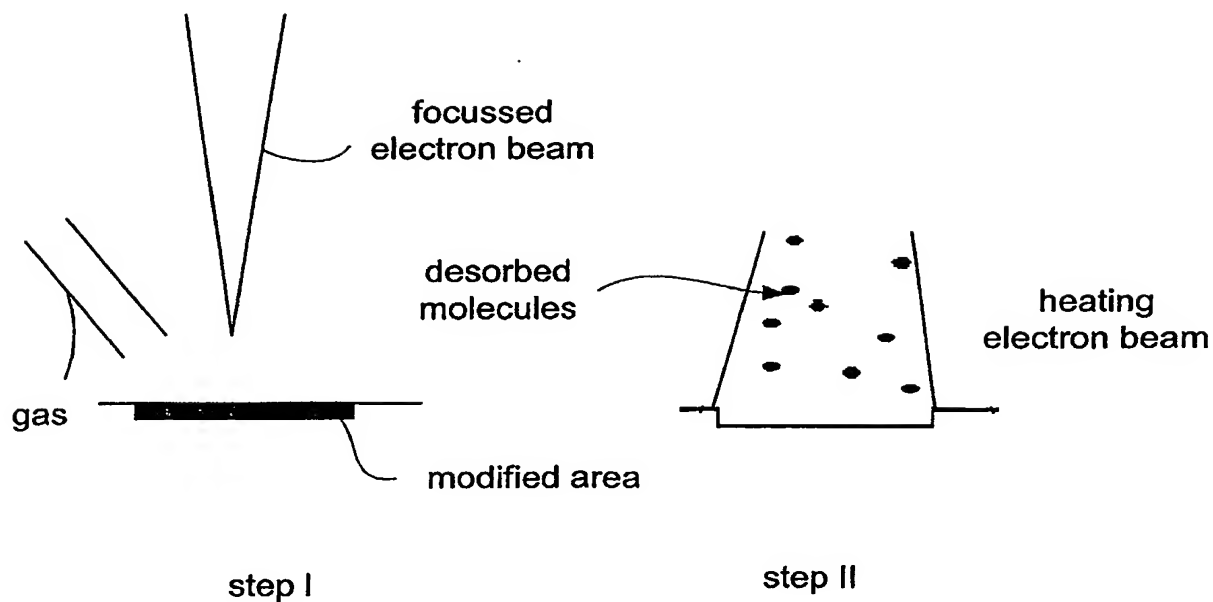 focussed
electron beam
gas
modified area
step I
desorbed
molecules
heating
electron beam
step II